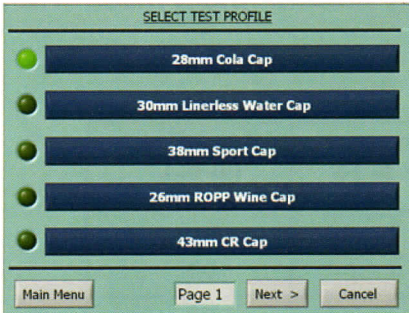 SELECT TEST PROFILE
28mm Cola Cap
30mm Linerless Water Cap
38mm Sport Cap
26mm ROPP Wine Cap
43mm CR Cap
Main Menu Page 1 Next > Cancel